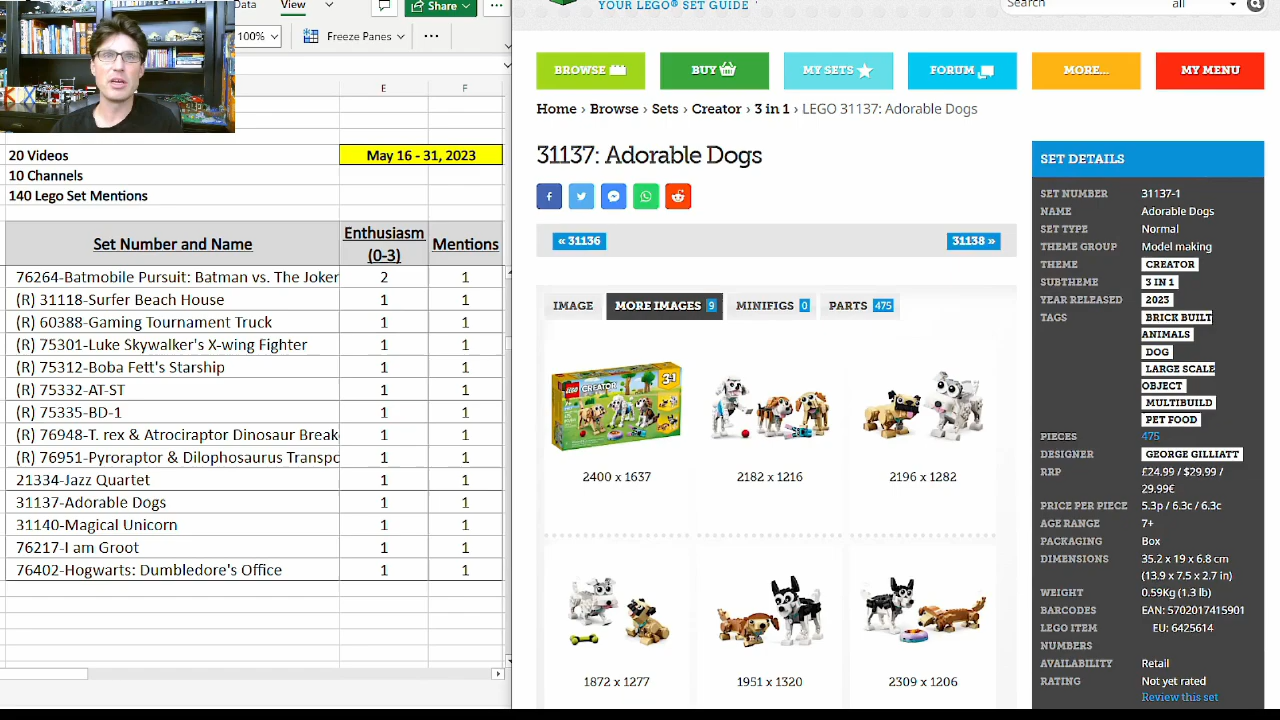 Data
View
Share
100%
Freeze Panes
E
F
20 Videos
May 16 - 31, 2023
10 Channels
140 Lego Set Mentions
Set Number and Name
Enthusiasm (0-3)
Mentions
76264-Batmobile Pursuit: Batman vs. The Joker 2 1
(R) 31118-Surfer Beach House 1 1
(R) 60388-Gaming Tournament Truck 1 1
(R) 75301-Luke Skywalker's X-wing Fighter 1 1
(R) 75312-Boba Fett's Starship 1 1
(R) 75332-AT-ST 1 1
(R) 75335-BD-1 1 1
(R) 76948-T. rex & Atrociraptor Dinosaur Break 1 1
(R) 76951-Pyroraptor & Dilophosaurus Transpo 1 1
21334-Jazz Quartet 1 1
31137-Adorable Dogs 1 1
31140-Magical Unicorn 1 1
76217-I am Groot 1 1
76402-Hogwarts: Dumbledore's Office 1 1
YOUR LEGO® SET GUIDE
Search
all
BROWSE
BUY
MY SETS
FORUM
MORE...
MY MENU
Home › Browse › Sets › Creator › 3 in 1 › LEGO 31137: Adorable Dogs
31137: Adorable Dogs
« 31136
31138 »
IMAGE
MORE IMAGES 9
MINIFIGS 0
PARTS 475
LEGO
CREATOR
3in1
2400 x 1637
2182 x 1216
2196 x 1282
1872 x 1277
1951 x 1320
2309 x 1206
SET DETAILS
SET NUMBER 31137-1
NAME Adorable Dogs
SET TYPE Normal
THEME GROUP Model making
THEME CREATOR
SUBTHEME 3 IN 1
YEAR RELEASED 2023
TAGS BRICK BUILT
ANIMALS
DOG
LARGE SCALE
OBJECT
MULTIBUILD
PET FOOD
PIECES 475
DESIGNER GEORGE GILLIATT
RRP £24.99 / $29.99 /
29.99€
PRICE PER PIECE 5.3p / 6.3c / 6.3c
AGE RANGE 7+
PACKAGING Box
DIMENSIONS 35.2 x 19 x 6.8 cm
(13.9 x 7.5 x 2.7 in)
WEIGHT 0.59Kg (1.3 lb)
BARCODES EAN: 5702017415901
LEGO ITEM NUMBERS EU: 6425614
AVAILABILITY Retail
RATING Not yet rated
Review this set